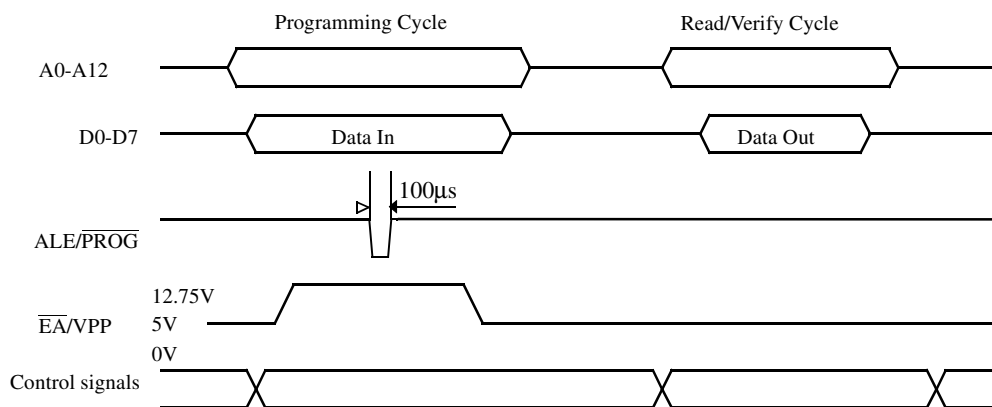 Programming Cycle
Read/Verify Cycle
A0-A12
D0-D7
Data In
Data Out
100μs
ALE/PROG
12.75V
EA/VPP
5V
0V
Control signals